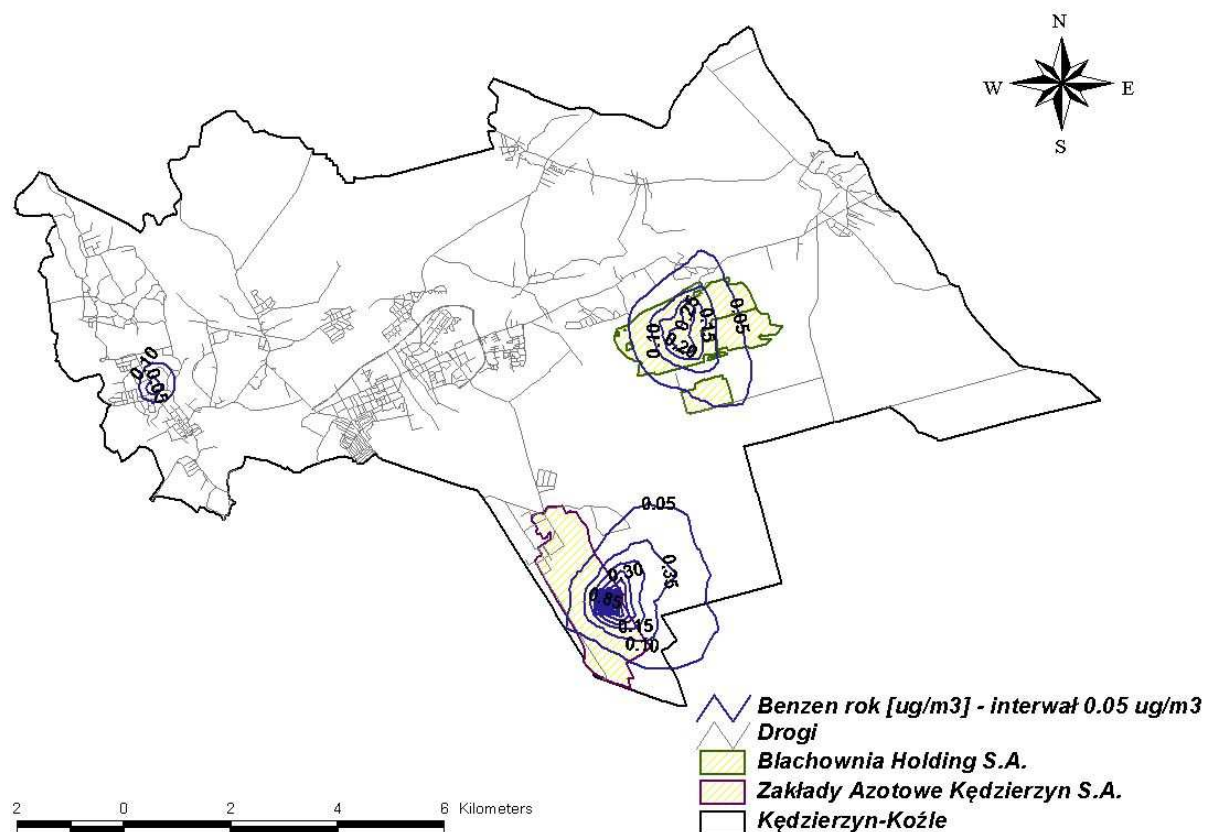 N
W E
S
0.05
0.25
0.15
0.10
0.20
0.10
0.05
0.05
0.35
0.30
0.85
0.15
0.10
Benzen rok [ug/m3] - interwał 0.05 ug/m3
Drogi
Blachownia Holding S.A.
Zakłady Azotowe Kędzierzyn S.A.
Kędzierzyn-Koźle
2 0 2 4 6 Kilometers